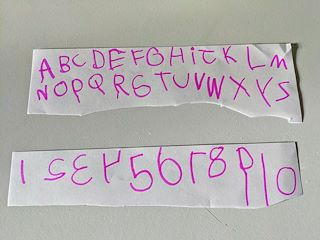 ABCDEFGHiJKLM
NOPQRSTUVWXYZ
1 2 3 4 5 6 7 8 9 10